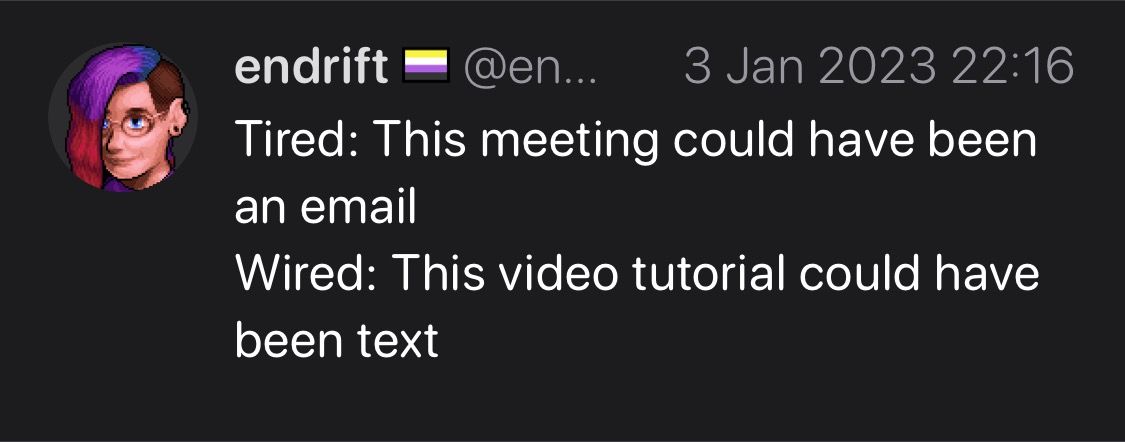 endrift @en... 3 Jan 2023 22:16
Tired: This meeting could have been
an email
Wired: This video tutorial could have
been text